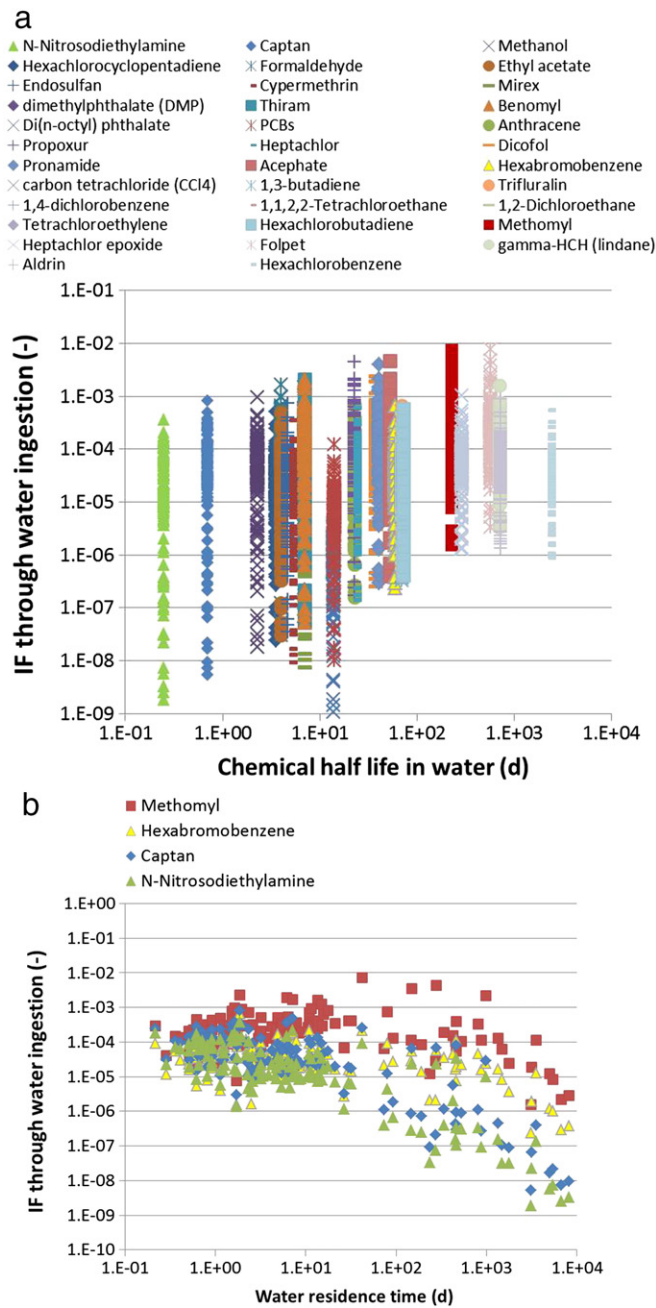 a
N-Nitrosodiethylamine Captan Methanol
Hexachlorocyclopentadiene Formaldehyde Ethyl acetate
Endosulfan Cypermethrin Mirex
dimethylphthalate (DMP) Thiram Benomyl
Di(n-octyl) phthalate PCBs Anthracene
Propoxur Heptachlor Dicofol
Pronamide Acephate Hexabromobenzene
carbon tetrachloride (CCl4) 1,3-butadiene Trifluralin
1,4-dichlorobenzene 1,1,2,2-Tetrachloroethane 1,2-Dichloroethane
Tetrachloroethylene Hexachlorobutadiene Methomyl
Heptachlor epoxide Folpet gamma-HCH (lindane)
Aldrin Hexachlorobenzene
IF through water ingestion (-)
1.E-01
1.E-02
1.E-03
1.E-04
1.E-05
1.E-06
1.E-07
1.E-08
1.E-09
1.E-01 1.E+00 1.E+01 1.E+02 1.E+03 1.E+04
Chemical half life in water (d)
b
Methomyl
Hexabromobenzene
Captan
N-Nitrosodiethylamine
IF through water ingestion (-)
1.E+00
1.E-01
1.E-02
1.E-03
1.E-04
1.E-05
1.E-06
1.E-07
1.E-08
1.E-09
1.E-10
1.E-01 1.E+00 1.E+01 1.E+02 1.E+03 1.E+04
Water residence time (d)